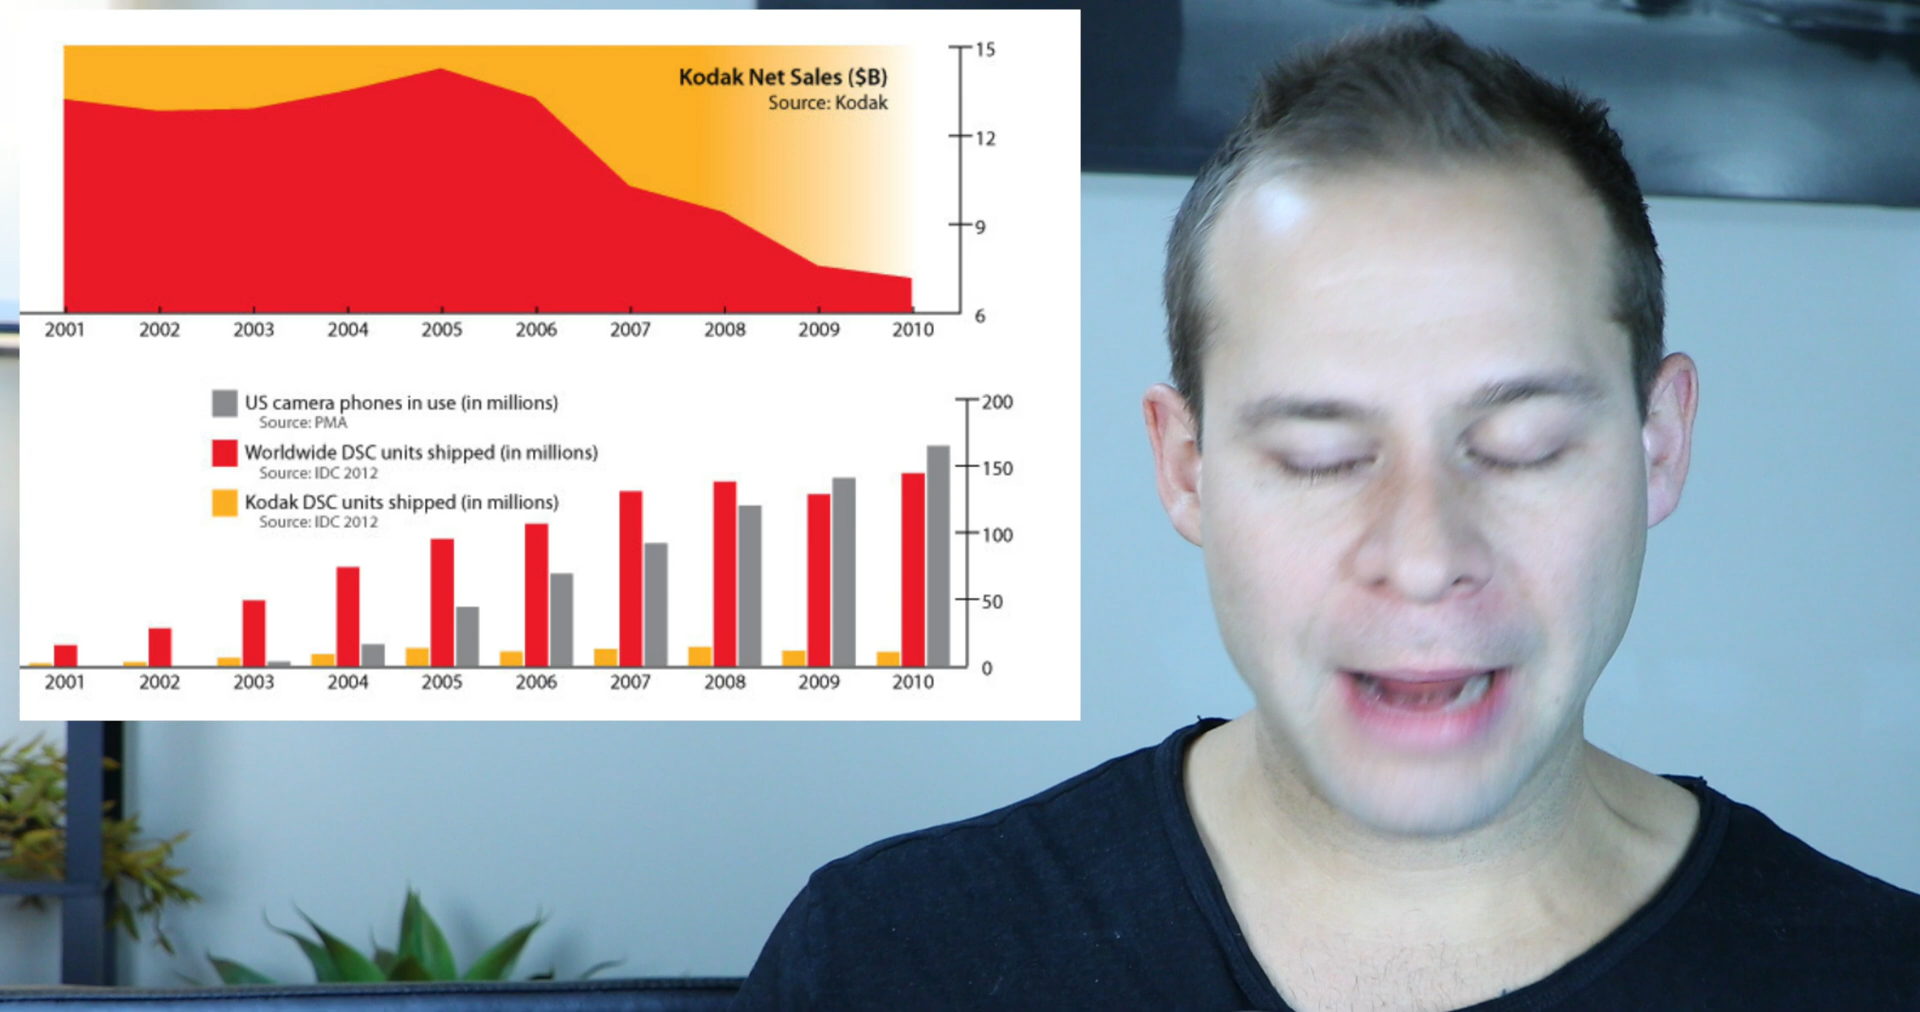 Kodak Net Sales ($B)
Source: Kodak
15
12
9
6
2001 2002 2003 2004 2005 2006 2007 2008 2009 2010
US camera phones in use (in millions)
Source: PMA
Worldwide DSC units shipped (in millions)
Source: IDC 2012
Kodak DSC units shipped (in millions)
Source: IDC 2012
200
150
100
50
0
2001 2002 2003 2004 2005 2006 2007 2008 2009 2010